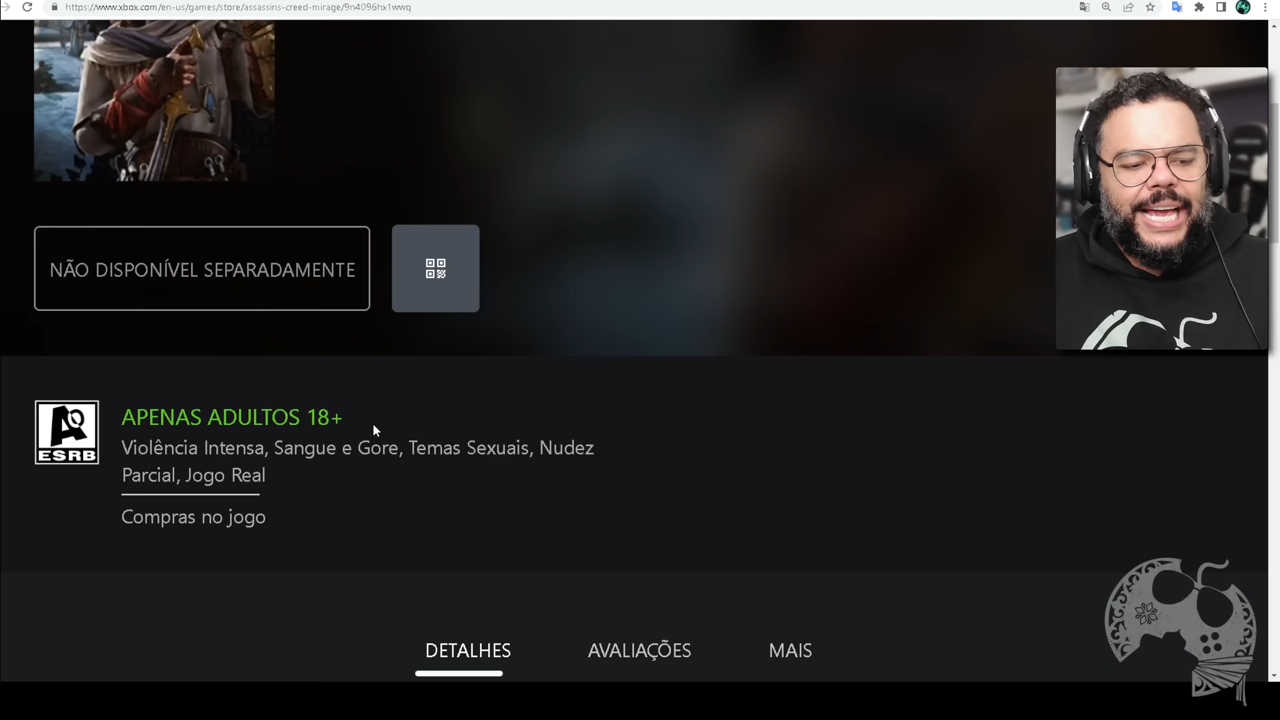 https://www.xbox.com/en-us/games/store/assassins-creed-mirage/9n4096hx1wwq
NÃO DISPONÍVEL SEPARADAMENTE
APENAS ADULTOS 18+
Violência Intensa, Sangue e Gore, Temas Sexuais, Nudez
Parcial, Jogo Real
Compras no jogo
ESRB
DETALHES
AVALIAÇÕES
MAIS